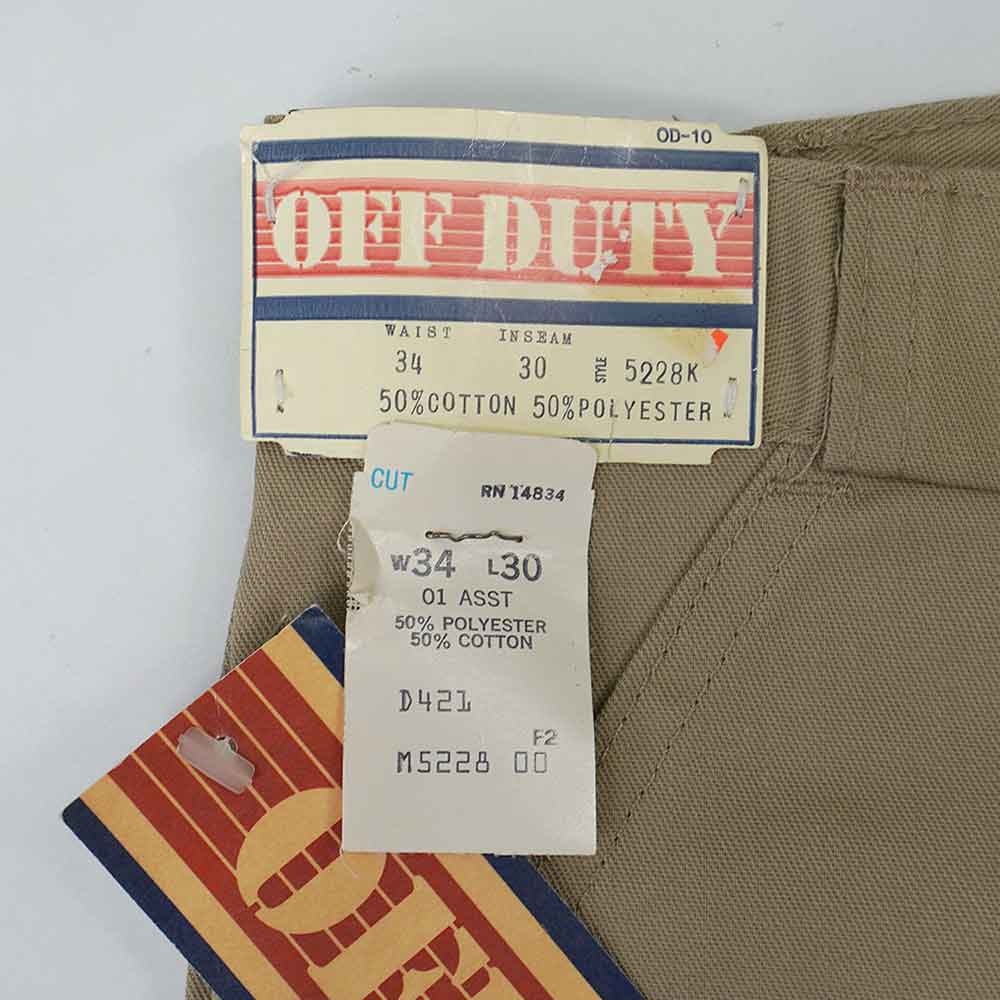 OD-10
OFF DUTY
WAIST INSEAM
34 30 STYLE 5228K
50%COTTON 50%POLYESTER
CUT RN 14834
W34 L30
01 ASST
50% POLYESTER
50% COTTON
D421
F2
M5228 00
OF